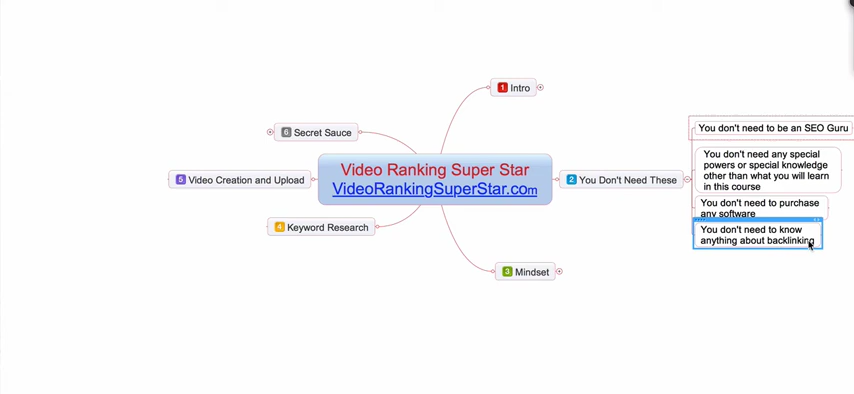 Video Ranking Super Star
VideoRankingSuperStar.com
1 Intro
2 You Don't Need These
You don't need to be an SEO Guru
You don't need any special
powers or special knowledge
other than what you will learn
in this course
You don't need to purchase
any software
You don't need to know
anything about backlinking
3 Mindset
4 Keyword Research
5 Video Creation and Upload
6 Secret Sauce